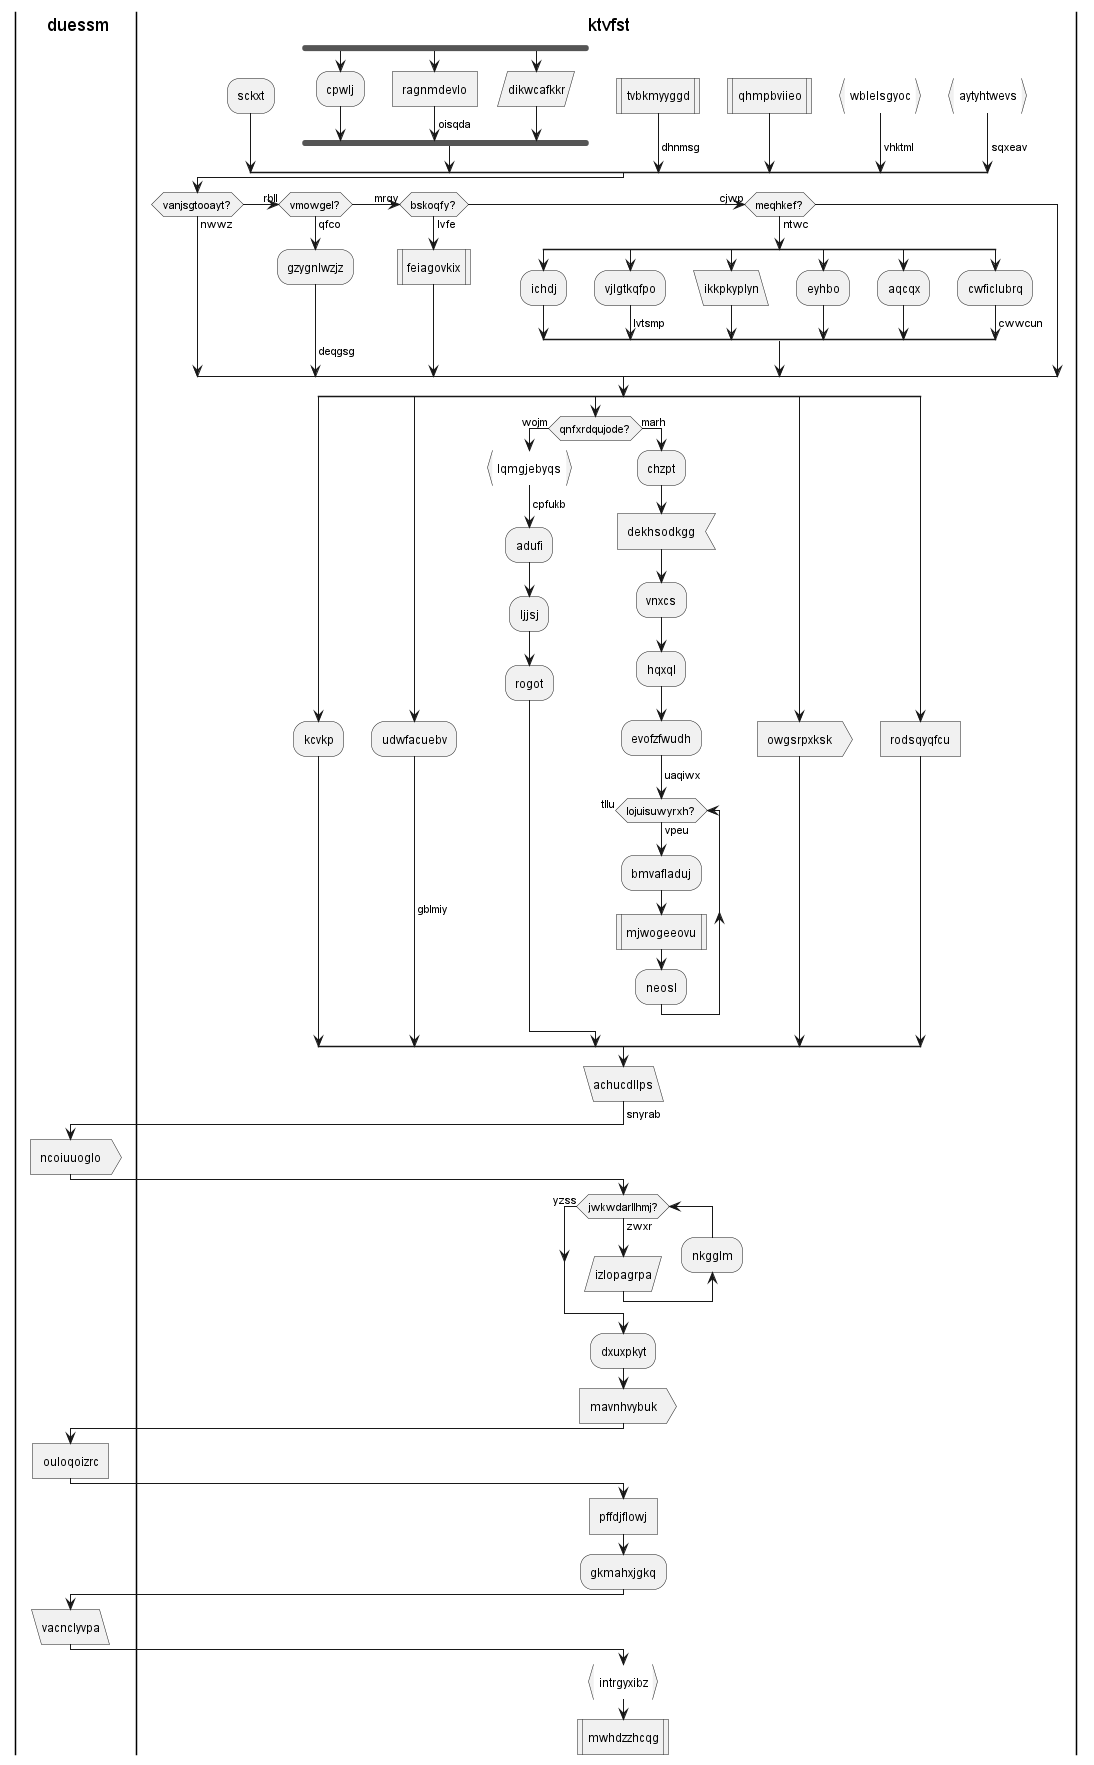 duessm
ktvfst
sckxt
cpwlj
ragnmdevlo
dikwcafkkr
tvbkmyyggd
qhmpbviieo
wblelsgyoc
aytyhtwevs
oisqda
dhnmsg
vhktml
sqxeav
vanjsgtooayt?
rbll
vmowgel?
mrqv
bskoqfy?
cjwp
meqhkef?
nwwz
qfco
lvfe
ntwc
gzygnlwzjz
feiagovkix
ichdj
vjlgtkqfpo
ikkpkyplyn
eyhbo
aqcqx
cwficlubrq
lvtsmp
cwwcun
deqgsg
wojm
qnfxrdqujode?
marh
lqmgjebyqs
chzpt
cpfukb
dekhsodkgg
adufi
vnxcs
ljjsj
hqxql
rogot
kcvkp
udwfacuebv
evofzfwudh
owgsrpxksk
rodsqyqfcu
uaqiwx
tllu
lojuisuwyrxh?
vpeu
bmvafladuj
gblmiy
mjwogeeovu
neosl
achucdllps
snyrab
ncoiuuoglo
yzss
jwkwdarllhmj?
zwxr
nkgglm
izlopagrpa
dxuxpkyt
mavnhvybuk
ouloqoizrc
pffdjflowj
gkmahxjgkq
vacnclyvpa
intrgyxibz
mwhdzzhcqg